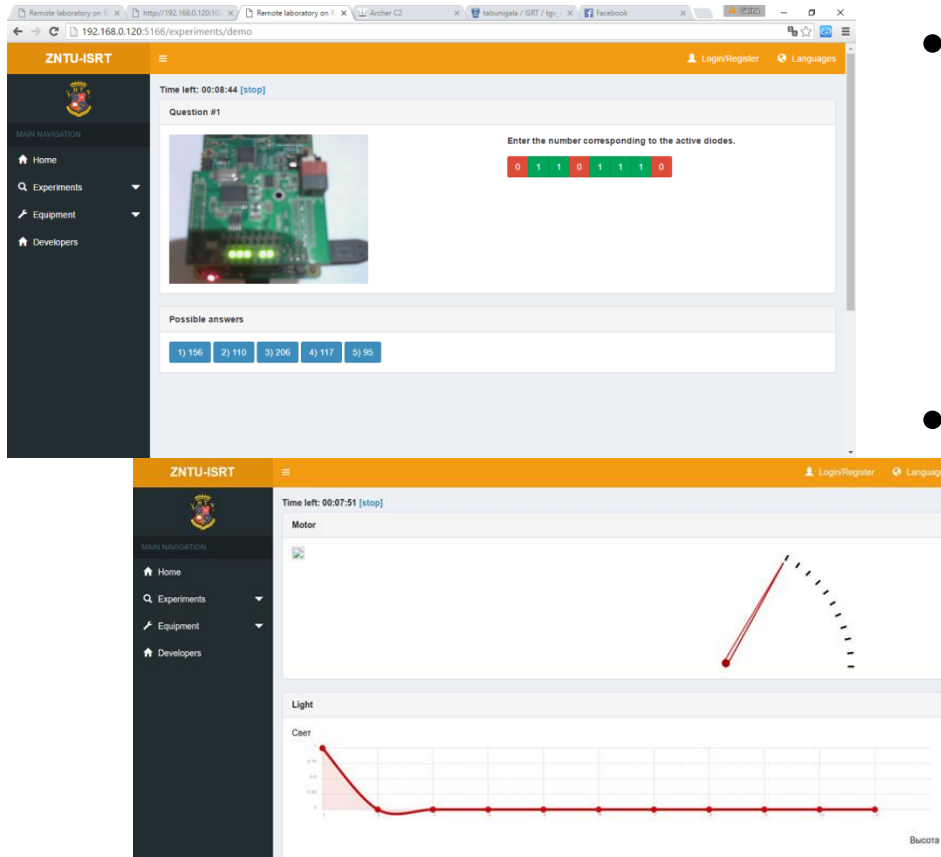 Remote laboratory on R
http://192.168.0.120:10
Remote laboratory on R
Archer C2
tabunigala / ISRT / tgv_
Facebook
192.168.0.120:5166/experiments/demo
ZNTU-ISRT
Login/Register
Languages
Time left: 00:08:44 [stop]
Question #1
MAIN NAVIGATION
Home
Experiments
Equipment
Developers
Enter the number corresponding to the active diodes.
0 1 1 0 1 1 1 0
Possible answers
1) 156 2) 110 3) 206 4) 117 5) 95
ZNTU-ISRT
Login/Register
Languag
Time left: 00:07:51 [stop]
Motor
MAIN NAVIGATION
Home
Experiments
Equipment
Developers
Light
Свет
Высота